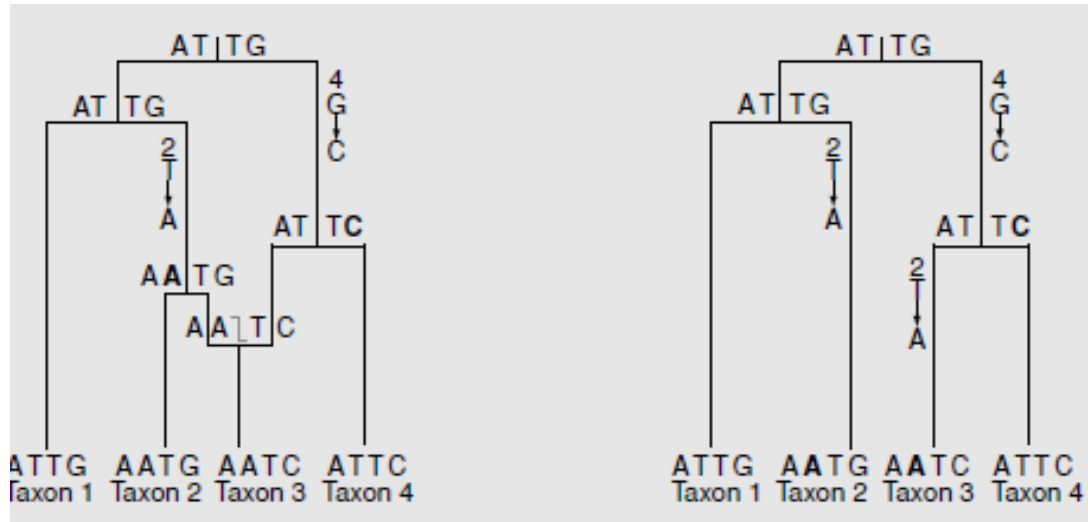 AT TG
4
G
C
AT TG
2
T
A
AT TC
AA TG
AA TC
ATTG AATG AATC ATTC
Taxon 1 Taxon 2 Taxon 3 Taxon 4
AT TG
4
G
C
AT TG
2
T
A
AT TC
2
T
A
ATTG AATG AATC ATTC
Taxon 1 Taxon 2 Taxon 3 Taxon 4